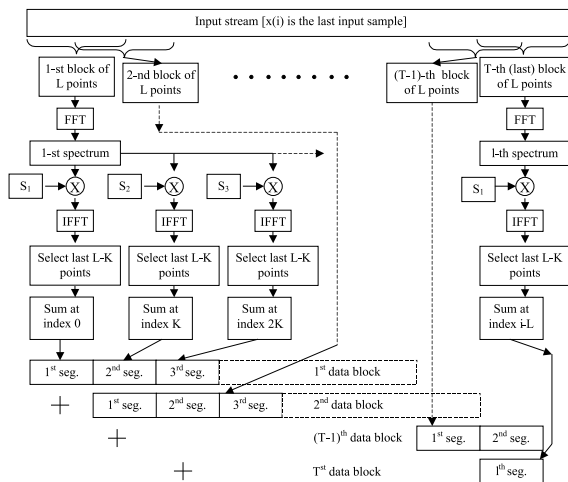 Input stream [x(i) is the last input sample]
1-st block of
L points
2-nd block of
L points
(T-1)-th block
of L points
T-th (last) block
of L points
FFT
FFT
1-st spectrum
l-th spectrum
S1
X
S2
X
S3
X
S1
X
IFFT
IFFT
IFFT
IFFT
Select last L-K
points
Select last L-K
points
Select last L-K
points
Select last L-K
points
Sum at
index 0
Sum at
index K
Sum at
index 2K
Sum at
index i-L
1st seg.
2nd seg.
3rd seg.
1st data block
+
1st seg.
2nd seg.
3rd seg.
2nd data block
+
(T-1)th data block
1st seg.
2nd seg.
+
Tst data block
lth seg.